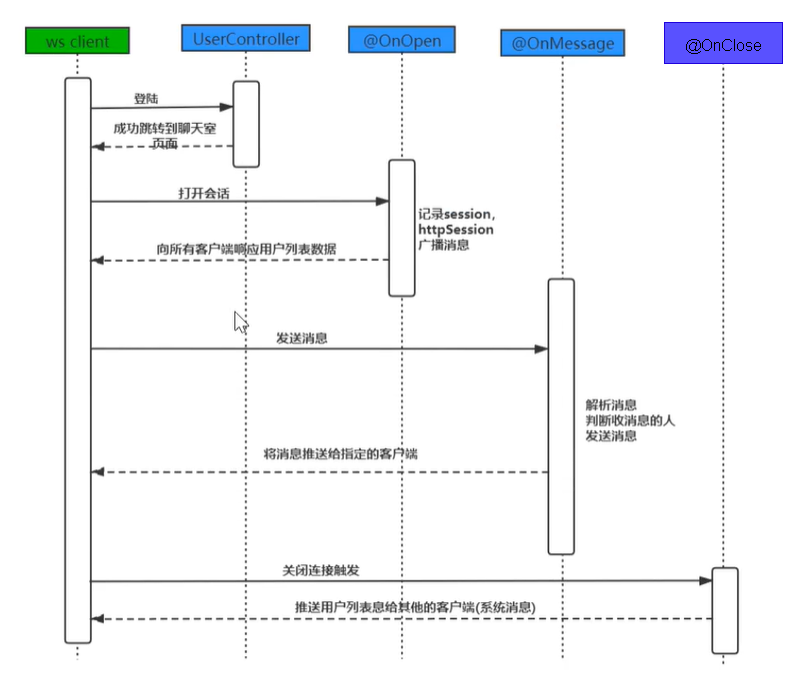 ws client
UserController
@OnOpen
@OnMessage
@OnClose
登陆
成功跳转到聊天室
页面
打开会话
记录session，
httpSession
广播消息
向所有客户端响应用户列表数据
发送消息
解析消息
判断收消息的人
发送消息
将消息推送给指定的客户端
关闭连接触发
推送用户列表息给其他的客户端(系统消息)